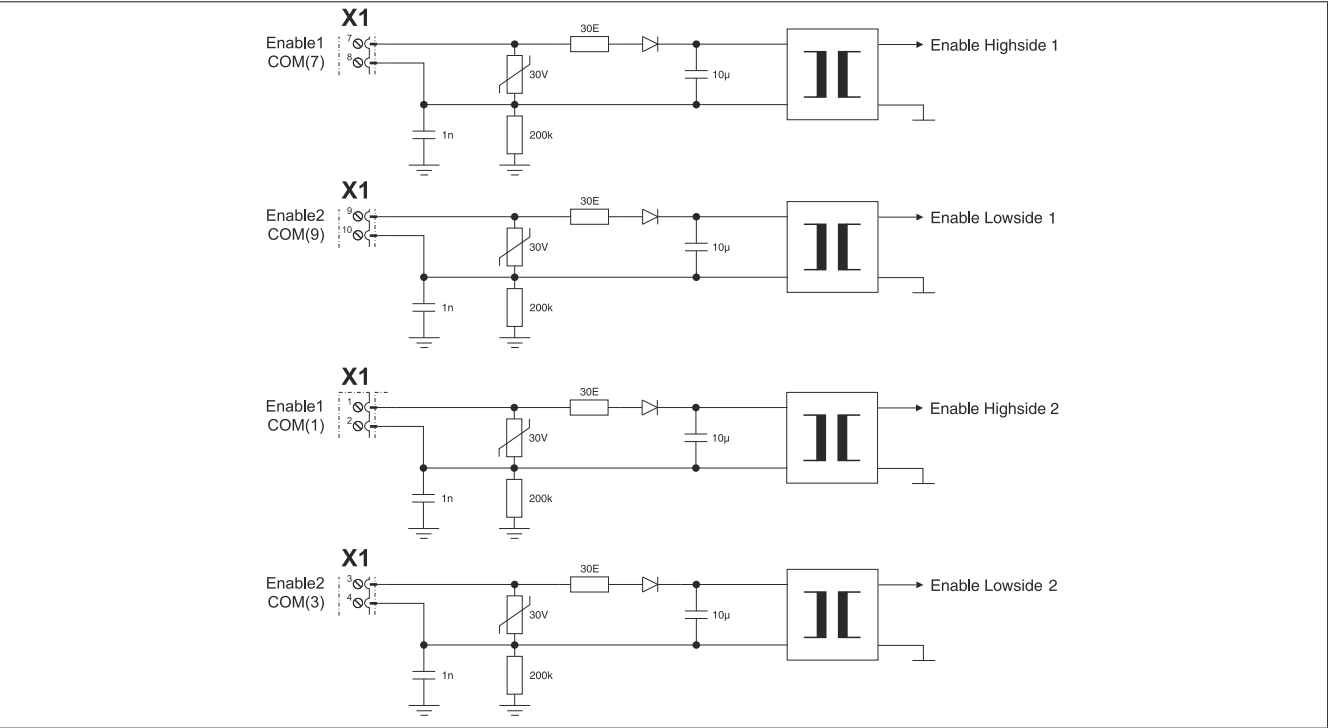 X1
30E
Enable1 7 Enable Highside 1
COM(7) 8
30V 10µ
1n 200k
X1
30E
Enable2 9 Enable Lowside 1
COM(9) 10
30V 10µ
1n 200k
X1
30E
Enable1 1 Enable Highside 2
COM(1) 2
30V 10µ
1n 200k
X1
30E
Enable2 3 Enable Lowside 2
COM(3) 4
30V 10µ
1n 200k